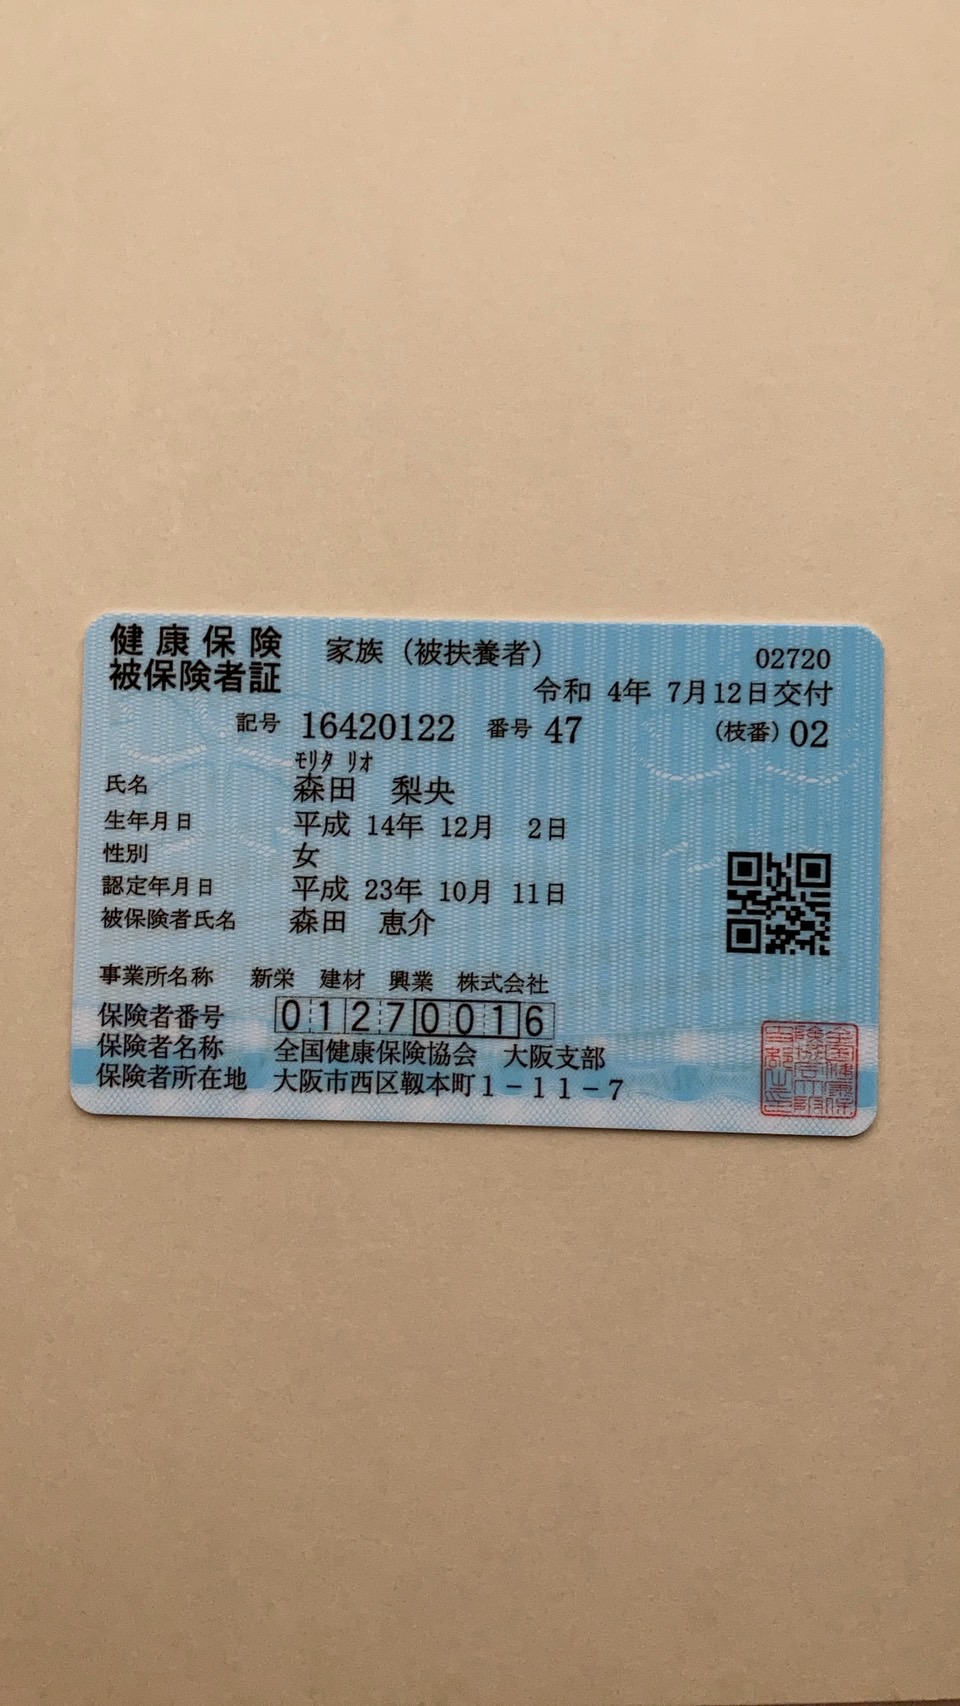 健康保険 家族（被扶養者） 02720
被保険者証 令和 4年 7月12日交付
記号 16420122 番号 47 （枝番）02
ﾓﾘﾀ ﾘｵ
氏名 森田 梨央
生年月日 平成 14年 12月 2日
性別 女
認定年月日 平成 23年 10月 11日
被保険者氏名 森田 恵介
事業所名称 新栄 建材 興業 株式会社
保険者番号 01270016
保険者名称 全国健康保険協会 大阪支部
保険者所在地 大阪市西区靱本町１－１１－７